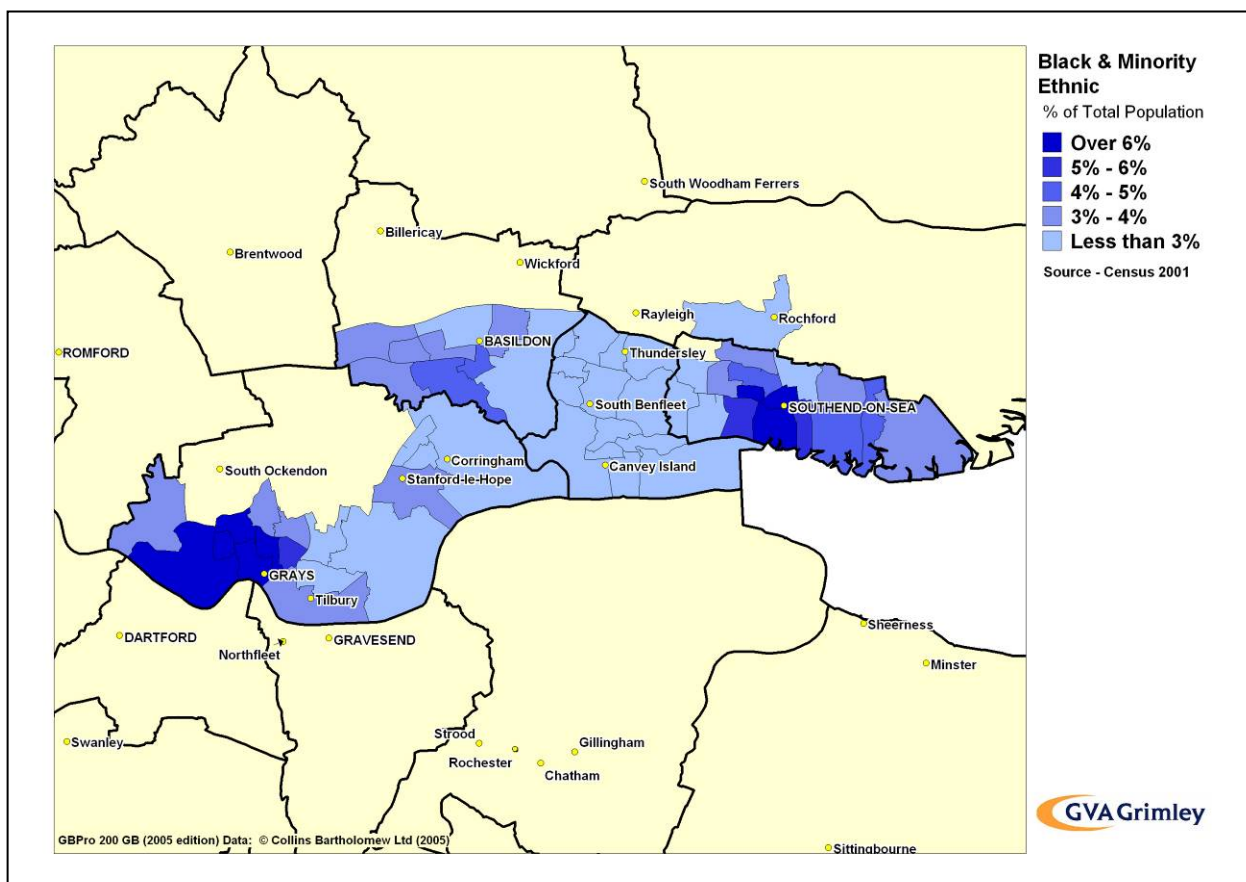 Black & Minority
Ethnic
% of Total Population
Over 6%
5% - 6%
4% - 5%
3% - 4%
Less than 3%
Source - Census 2001
South Woodham Ferrers
Billericay
Brentwood
Wickford
Rayleigh
Rochford
BASILDON
ROMFORD
Thundersley
South Benfleet
SOUTHEND-ON-SEA
Corringham
Canvey Island
South Ockendon
Stanford-le-Hope
GRAYS
Tilbury
Sheerness
DARTFORD
GRAVESEND
Northfleet
Minster
Swanley
Strood
Gillingham
Rochester
Chatham
GBPro 200 GB (2005 edition) Data: © Collins Bartholomew Ltd (2005)
Sittingbourne
GVAGrimley